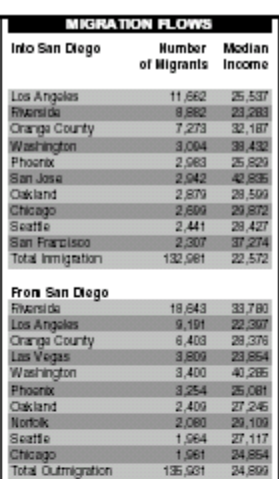 MIGRATION FLOWS
Into San Diego Number Median
of Migrants Income
Los Angeles 11,662 25,537
Riverside 8,882 23,283
Orange County 7,273 32,187
Washington 3,094 38,432
Phoenix 2,983 25,829
San Jose 2,942 42,835
Oakland 2,879 28,599
Chicago 2,699 29,872
Seattle 2,441 28,427
San Francisco 2,307 37,274
Total Inmigration 132,981 22,572
From San Diego
Riverside 18,643 33,780
Los Angeles 9,191 22,397
Orange County 6,403 28,376
Las Vegas 3,809 23,854
Washington 3,400 40,285
Phoenix 3,254 25,081
Oakland 2,409 27,245
Norfolk 2,080 29,109
Seattle 1,964 27,117
Chicago 1,961 24,854
Total Outmigration 135,931 24,899